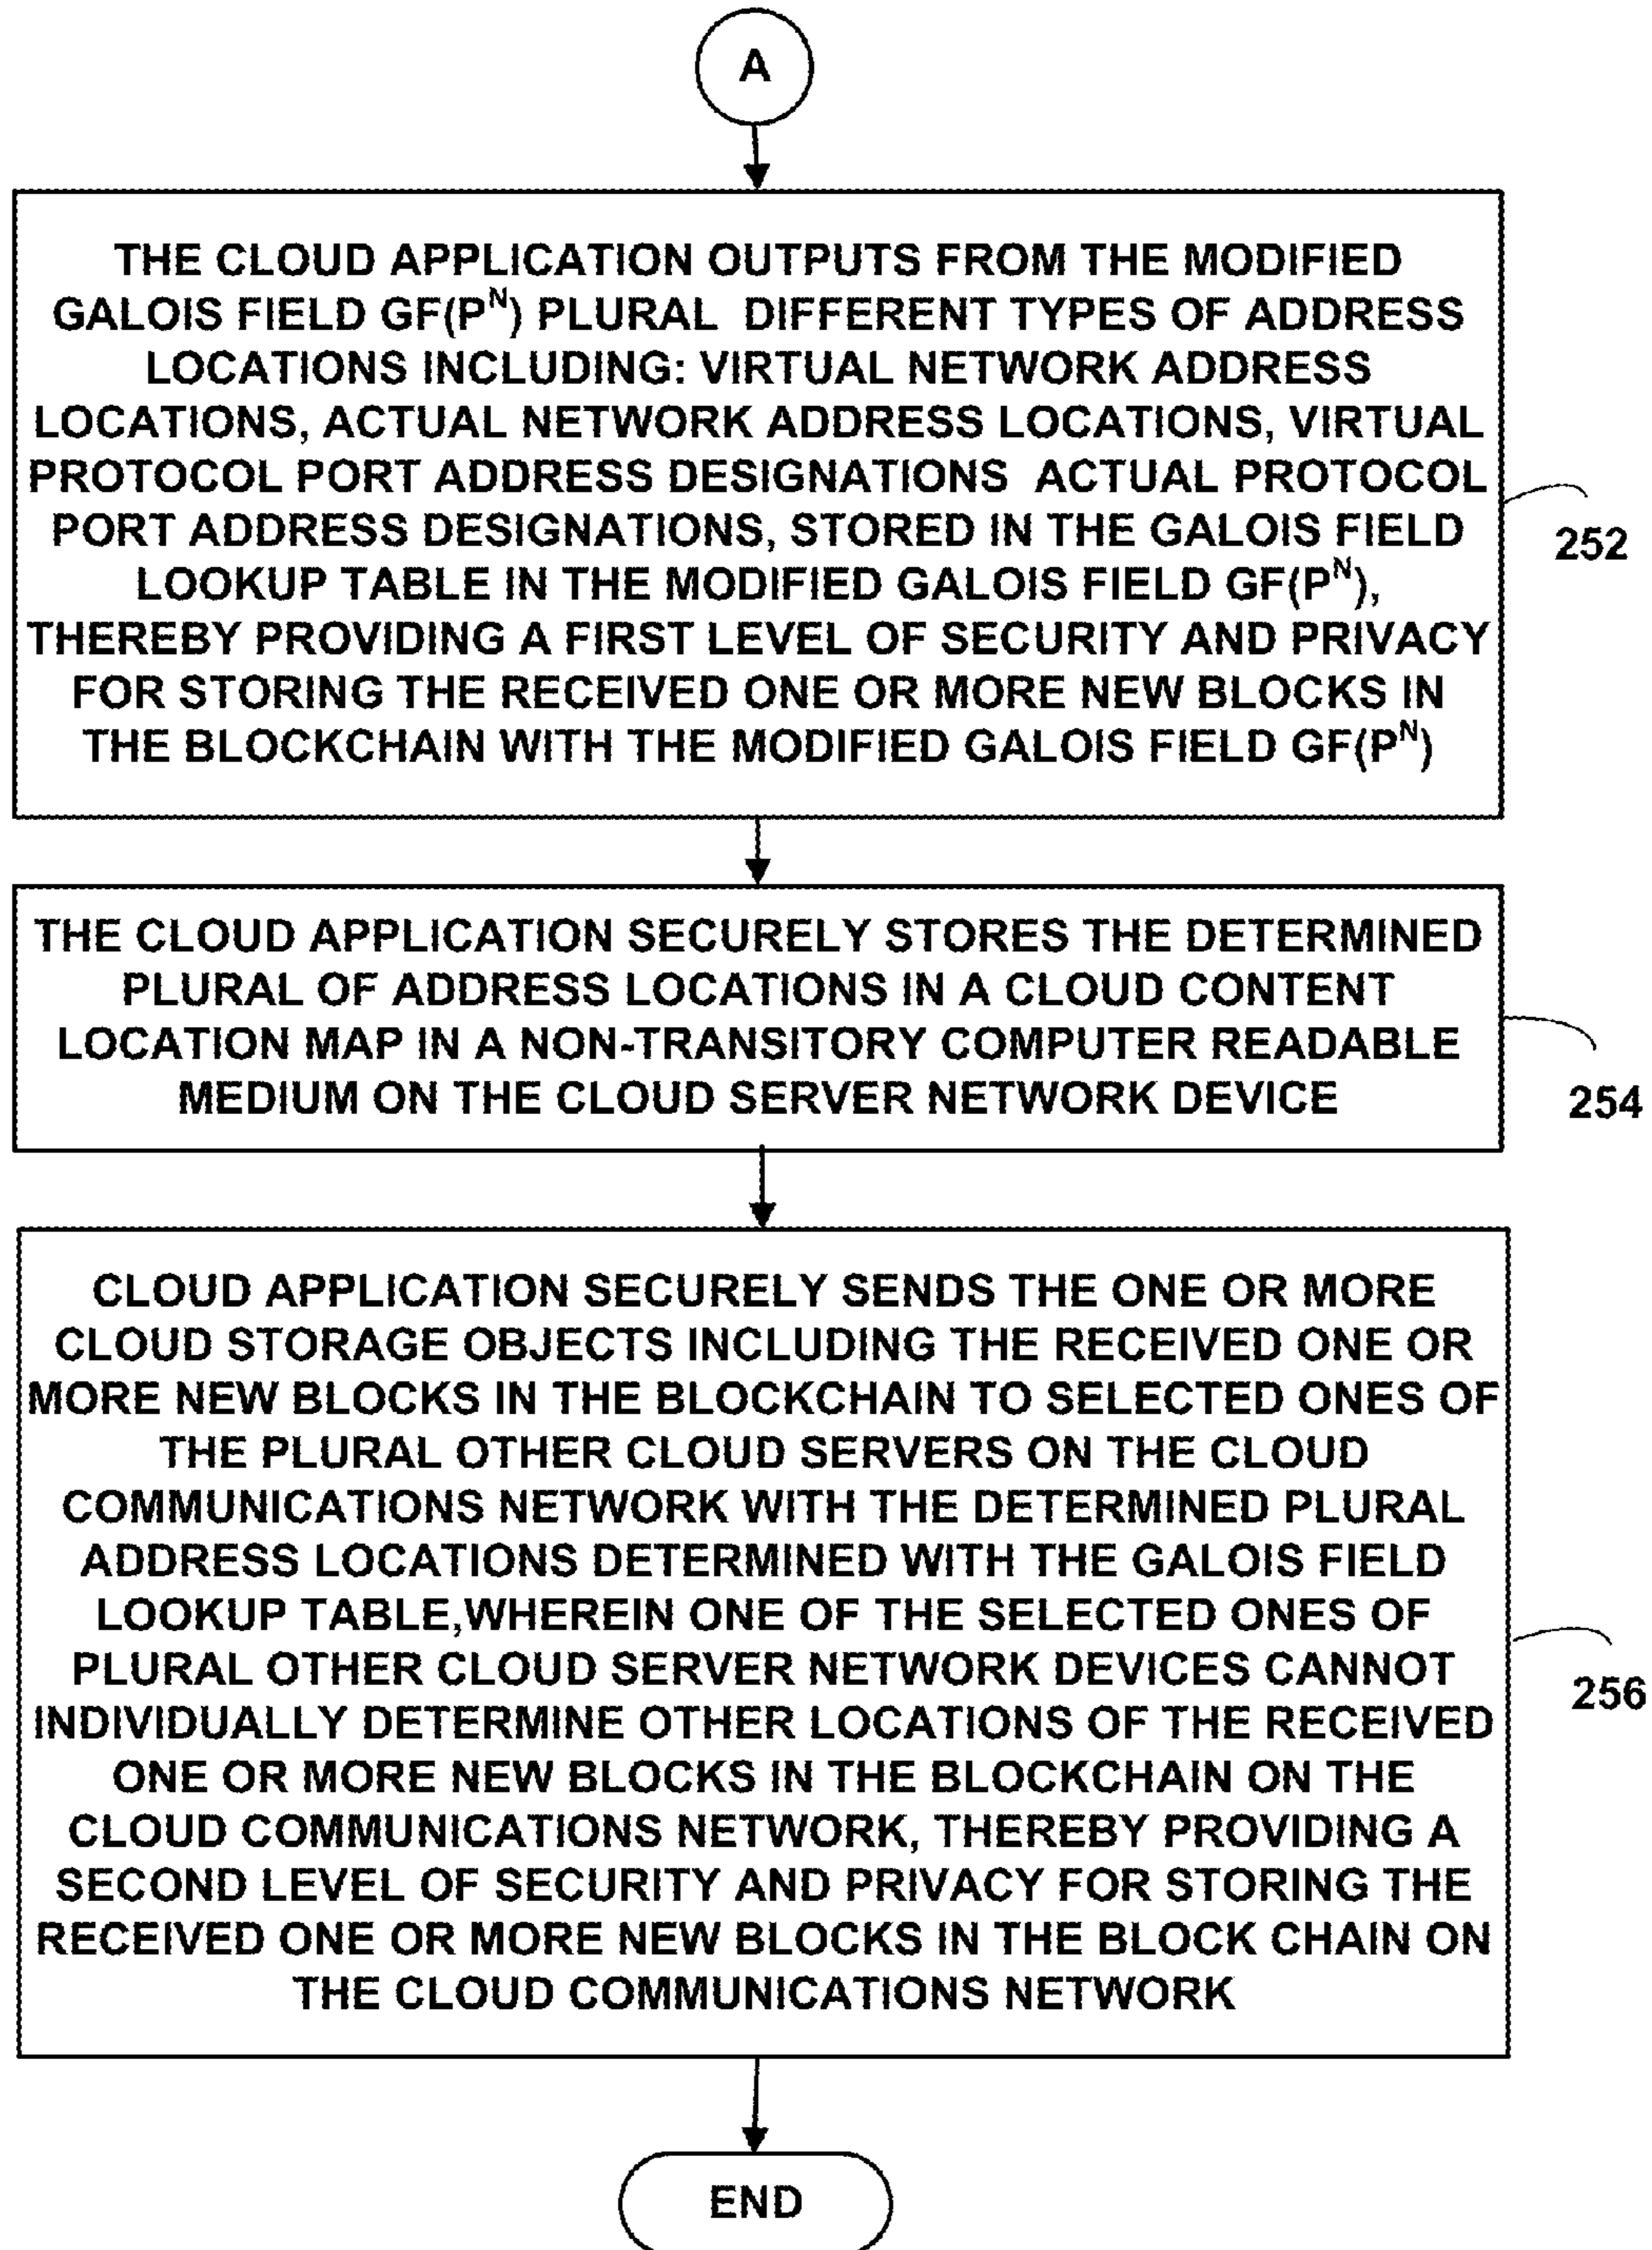 A
THE CLOUD APPLICATION OUTPUTS FROM THE MODIFIED
GALOIS FIELD GF(P^N) PLURAL DIFFERENT TYPES OF ADDRESS
LOCATIONS INCLUDING: VIRTUAL NETWORK ADDRESS
LOCATIONS, ACTUAL NETWORK ADDRESS LOCATIONS, VIRTUAL
PROTOCOL PORT ADDRESS DESIGNATIONS ACTUAL PROTOCOL
PORT ADDRESS DESIGNATIONS, STORED IN THE GALOIS FIELD
LOOKUP TABLE IN THE MODIFIED GALOIS FIELD GF(P^N),
THEREBY PROVIDING A FIRST LEVEL OF SECURITY AND PRIVACY
FOR STORING THE RECEIVED ONE OR MORE NEW BLOCKS IN
THE BLOCKCHAIN WITH THE MODIFIED GALOIS FIELD GF(P^N)
252
THE CLOUD APPLICATION SECURELY STORES THE DETERMINED
PLURAL OF ADDRESS LOCATIONS IN A CLOUD CONTENT
LOCATION MAP IN A NON-TRANSITORY COMPUTER READABLE
MEDIUM ON THE CLOUD SERVER NETWORK DEVICE
254
CLOUD APPLICATION SECURELY SENDS THE ONE OR MORE
CLOUD STORAGE OBJECTS INCLUDING THE RECEIVED ONE OR
MORE NEW BLOCKS IN THE BLOCKCHAIN TO SELECTED ONES OF
THE PLURAL OTHER CLOUD SERVERS ON THE CLOUD
COMMUNICATIONS NETWORK WITH THE DETERMINED PLURAL
ADDRESS LOCATIONS DETERMINED WITH THE GALOIS FIELD
LOOKUP TABLE,WHEREIN ONE OF THE SELECTED ONES OF
PLURAL OTHER CLOUD SERVER NETWORK DEVICES CANNOT
INDIVIDUALLY DETERMINE OTHER LOCATIONS OF THE RECEIVED
ONE OR MORE NEW BLOCKS IN THE BLOCKCHAIN ON THE
CLOUD COMMUNICATIONS NETWORK, THEREBY PROVIDING A
SECOND LEVEL OF SECURITY AND PRIVACY FOR STORING THE
RECEIVED ONE OR MORE NEW BLOCKS IN THE BLOCK CHAIN ON
THE CLOUD COMMUNICATIONS NETWORK
256
END